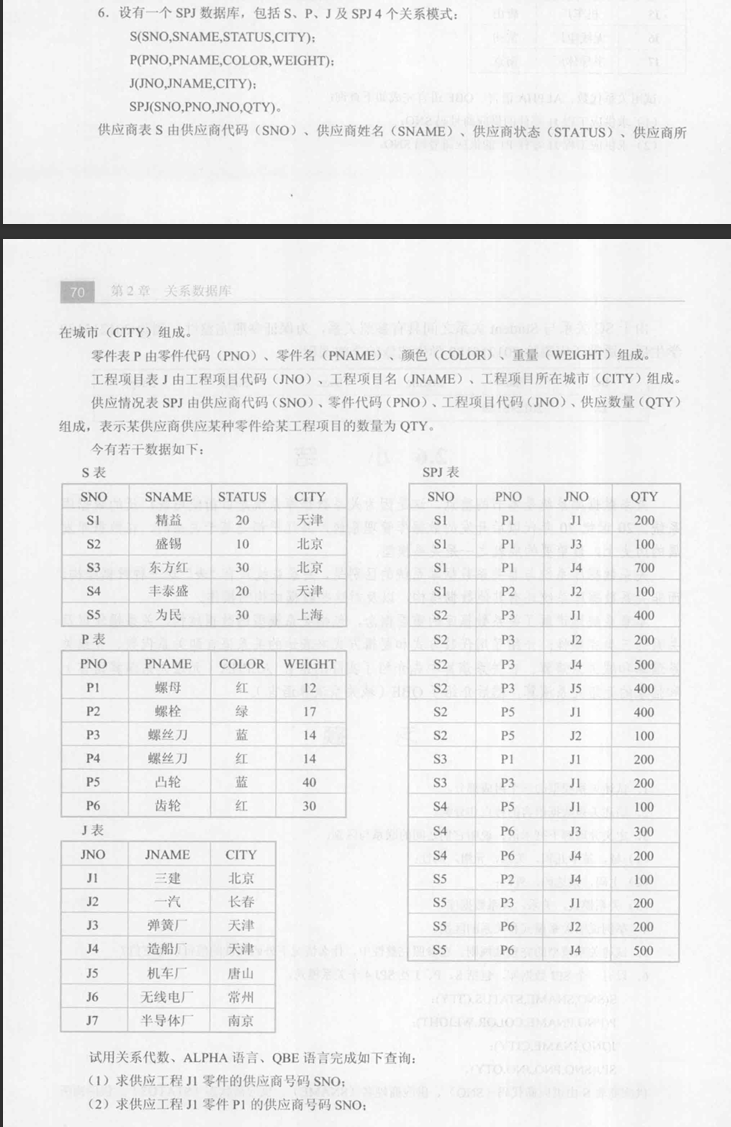 6．设有一个 SPJ 数据库，包括 S、P、J 及 SPJ 4 个关系模式：
S(SNO,SNAME,STATUS,CITY);
P(PNO,PNAME,COLOR,WEIGHT);
J(JNO,JNAME,CITY);
SPJ(SNO,PNO,JNO,QTY)。
供应商表 S 由供应商代码（SNO）、供应商姓名（SNAME）、供应商状态（STATUS）、供应商所
70 第 2 章 关系数据库
在城市（CITY）组成。
零件表 P 由零件代码（PNO）、零件名（PNAME）、颜色（COLOR）、重量（WEIGHT）组成。
工程项目表 J 由工程项目代码（JNO）、工程项目名（JNAME）、工程项目所在城市（CITY）组成。
供应情况表 SPJ 由供应商代码（SNO）、零件代码（PNO）、工程项目代码（JNO）、供应数量（QTY）
组成，表示某供应商供应某种零件给某工程项目的数量为 QTY。
今有若干数据如下：
S 表
SNO SNAME STATUS CITY
S1 精益 20 天津
S2 盛锡 10 北京
S3 东方红 30 北京
S4 丰泰盛 20 天津
S5 为民 30 上海
P 表
PNO PNAME COLOR WEIGHT
P1 螺母 红 12
P2 螺栓 绿 17
P3 螺丝刀 蓝 14
P4 螺丝刀 红 14
P5 凸轮 蓝 40
P6 齿轮 红 30
J 表
JNO JNAME CITY
J1 三建 北京
J2 一汽 长春
J3 弹簧厂 天津
J4 造船厂 天津
J5 机车厂 唐山
J6 无线电厂 常州
J7 半导体厂 南京
SPJ 表
SNO PNO JNO QTY
S1 P1 J1 200
S1 P1 J3 100
S1 P1 J4 700
S1 P2 J2 100
S2 P3 J1 400
S2 P3 J2 200
S2 P3 J4 500
S2 P3 J5 400
S2 P5 J1 400
S2 P5 J2 100
S3 P1 J1 200
S3 P3 J1 200
S4 P5 J1 100
S4 P6 J3 300
S4 P6 J4 200
S5 P2 J4 100
S5 P3 J1 200
S5 P6 J2 200
S5 P6 J4 500
试用关系代数、ALPHA 语言、QBE 语言完成如下查询：
（1）求供应工程 J1 零件的供应商号码 SNO；
（2）求供应工程 J1 零件 P1 的供应商号码 SNO；